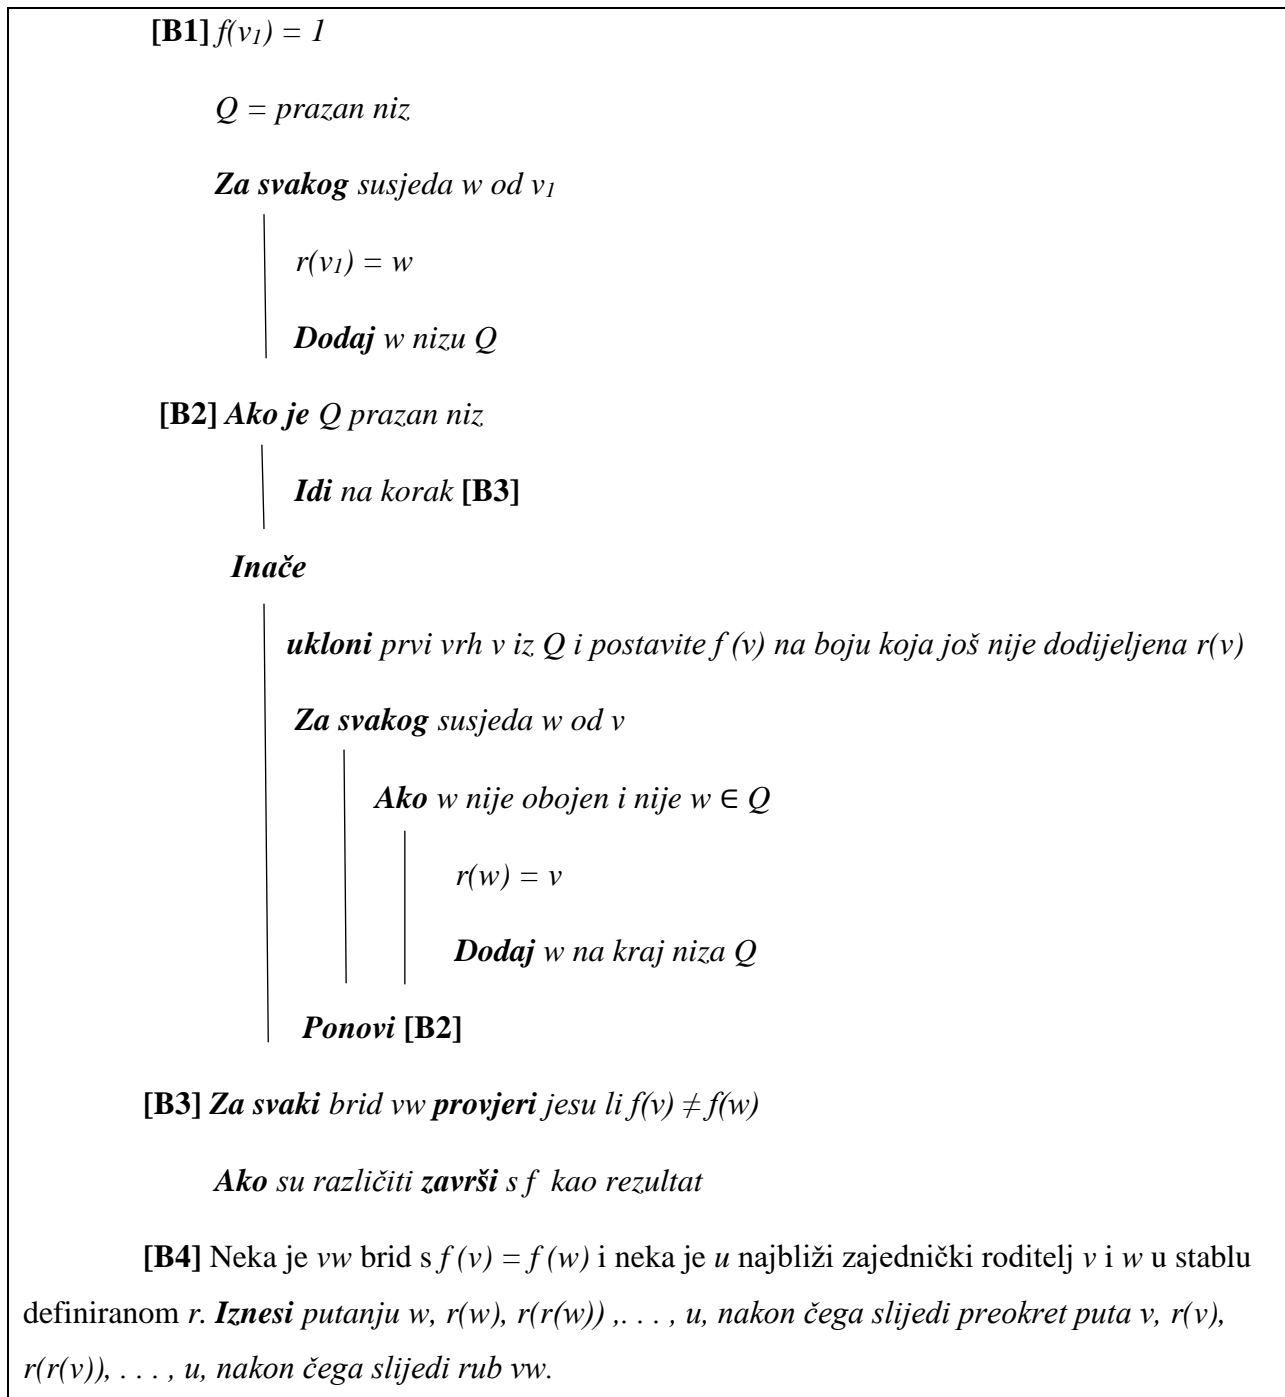 [B1] f(v1) = 1
Q = prazan niz
Za svakog susjeda w od v1
r(v1) = w
Dodaj w nizu Q
[B2] Ako je Q prazan niz
Idi na korak [B3]
Inače
ukloni prvi vrh v iz Q i postavite f (v) na boju koja još nije dodijeljena r(v)
Za svakog susjeda w od v
Ako w nije obojen i nije w ∈ Q
r(w) = v
Dodaj w na kraj niza Q
Ponovi [B2]
[B3] Za svaki brid vw provjeri jesu li f(v) ≠ f(w)
Ako su različiti završi s f kao rezultat
[B4] Neka je vw brid s f (v) = f (w) i neka je u najbliži zajednički roditelj v i w u stablu
definiranom r. Iznesi putanju w, r(w), r(r(w)) ,. . . , u, nakon čega slijedi preokret puta v, r(v),
r(r(v)), . . . , u, nakon čega slijedi rub vw.